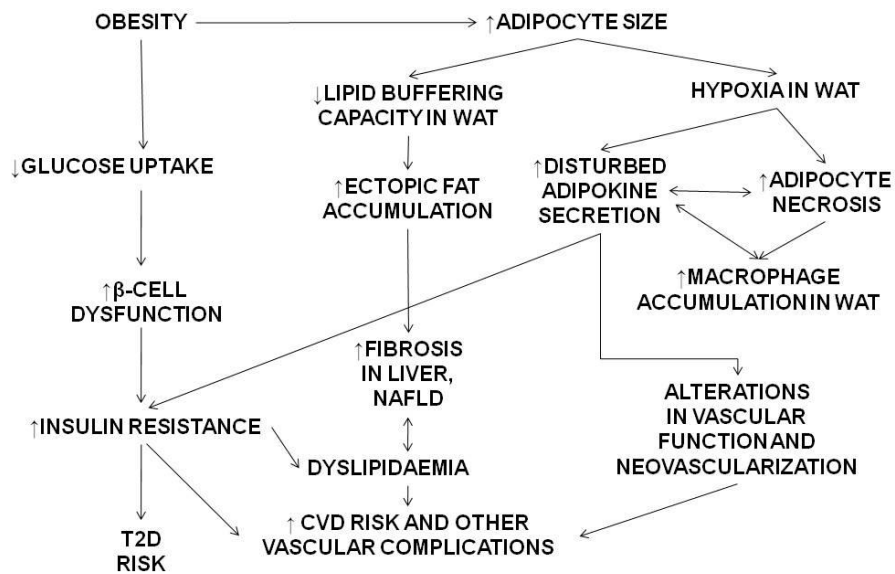 OBESITY
↑ADIPOCYTE SIZE
↓LIPID BUFFERING
CAPACITY IN WAT
HYPOXIA IN WAT
↓GLUCOSE UPTAKE
↑ECTOPIC FAT
ACCUMULATION
↑DISTURBED
ADIPOKINE
SECRETION
↑ADIPOCYTE
NECROSIS
↑β-CELL
DYSFUNCTION
↑MACROPHAGE
ACCUMULATION IN WAT
↑FIBROSIS
IN LIVER,
NAFLD
ALTERATIONS
IN VASCULAR
FUNCTION AND
NEOVASCULARIZATION
↑INSULIN RESISTANCE
DYSLIPIDAEMIA
T2D
RISK
↑ CVD RISK AND OTHER
VASCULAR COMPLICATIONS